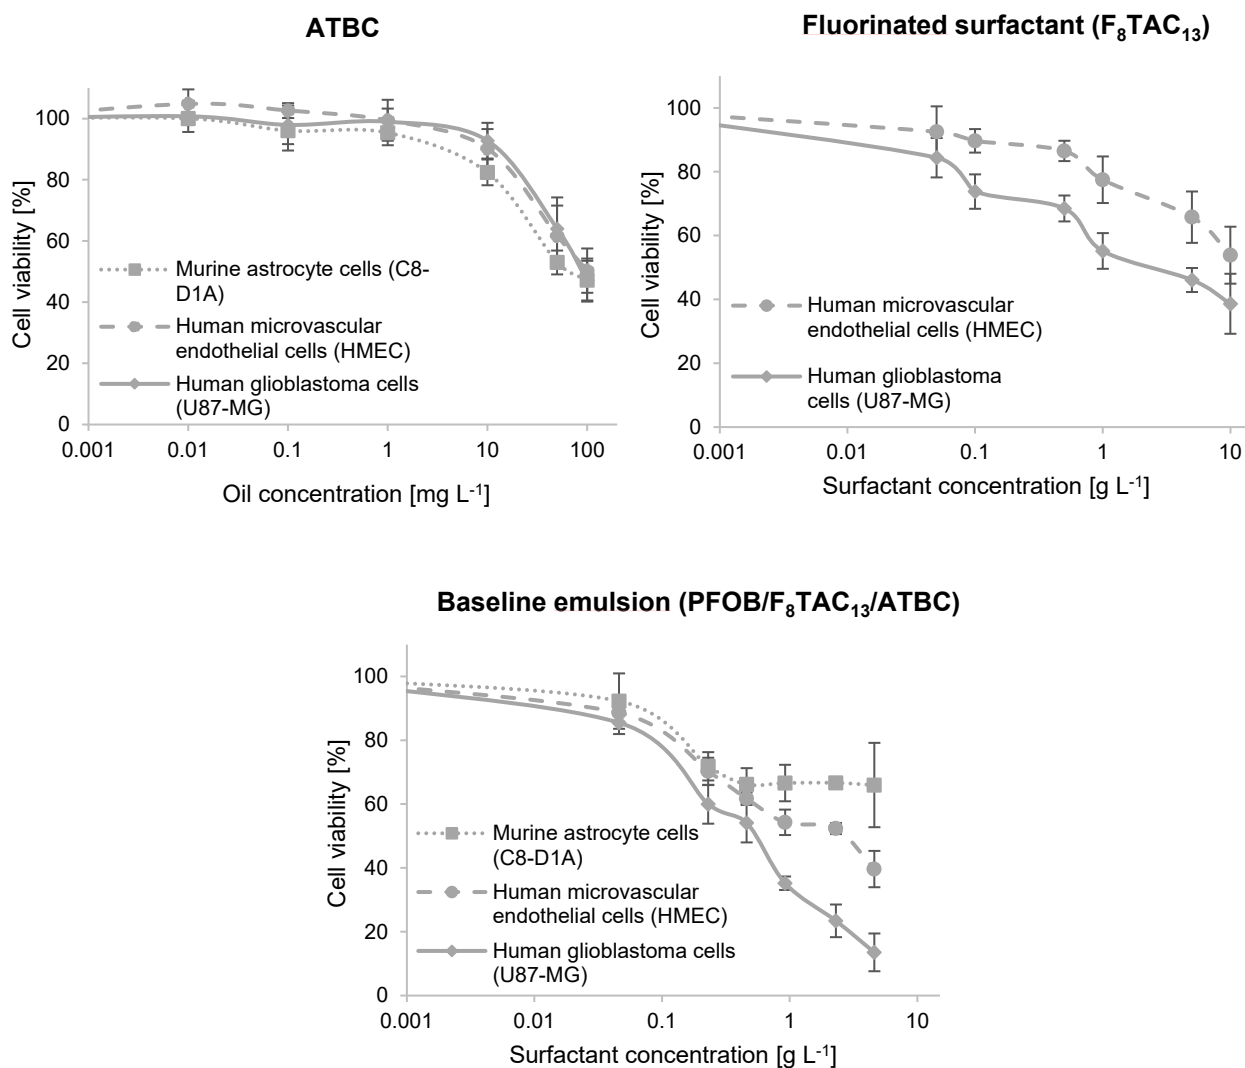 ATBC
Cell viability [%]
100
80
60
40
20
0
Murine astrocyte cells (C8-
D1A)
Human microvascular
endothelial cells (HMEC)
Human glioblastoma cells
(U87-MG)
0.001 0.01 0.1 1 10 100
Oil concentration [mg L-1]
Fluorinated surfactant (F8TAC13)
Cell viability [%]
100
80
60
40
20
0
Human microvascular
endothelial cells (HMEC)
Human glioblastoma
cells (U87-MG)
0.001 0.01 0.1 1 10
Surfactant concentration [g L-1]
Baseline emulsion (PFOB/F8TAC13/ATBC)
Cell viability [%]
100
80
60
40
20
0
Murine astrocyte cells
(C8-D1A)
Human microvascular
endothelial cells (HMEC)
Human glioblastoma cells
(U87-MG)
0.001 0.01 0.1 1 10
Surfactant concentration [g L-1]